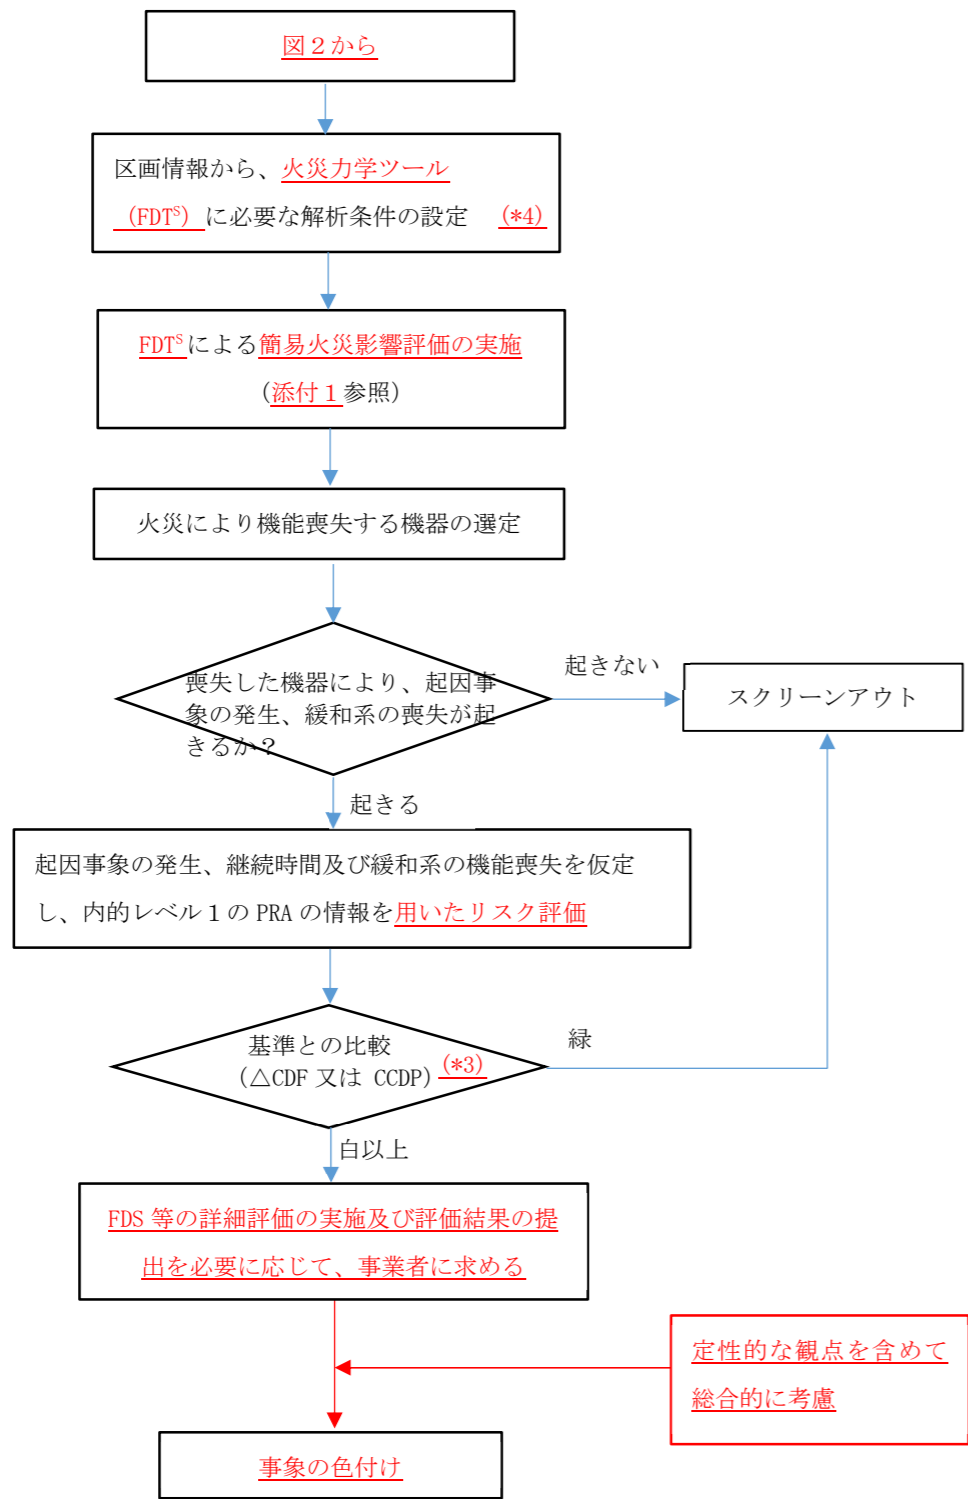 図２から
区画情報から、火災力学ツール
（FDTS）に必要な解析条件の設定　(*4)
FDTSによる簡易火災影響評価の実施
（添付１参照）
火災により機能喪失する機器の選定
喪失した機器により、起因事
象の発生、緩和系の喪失が起
きるか？
起きない
スクリーンアウト
起きる
起因事象の発生、継続時間及び緩和系の機能喪失を仮定
し、内的レベル１の PRA の情報を用いたリスク評価
基準との比較
（△CDF 又は CCDP）(*3)
緑
白以上
FDS 等の詳細評価の実施及び評価結果の提
出を必要に応じて、事業者に求める
定性的な観点を含めて
総合的に考慮
事象の色付け